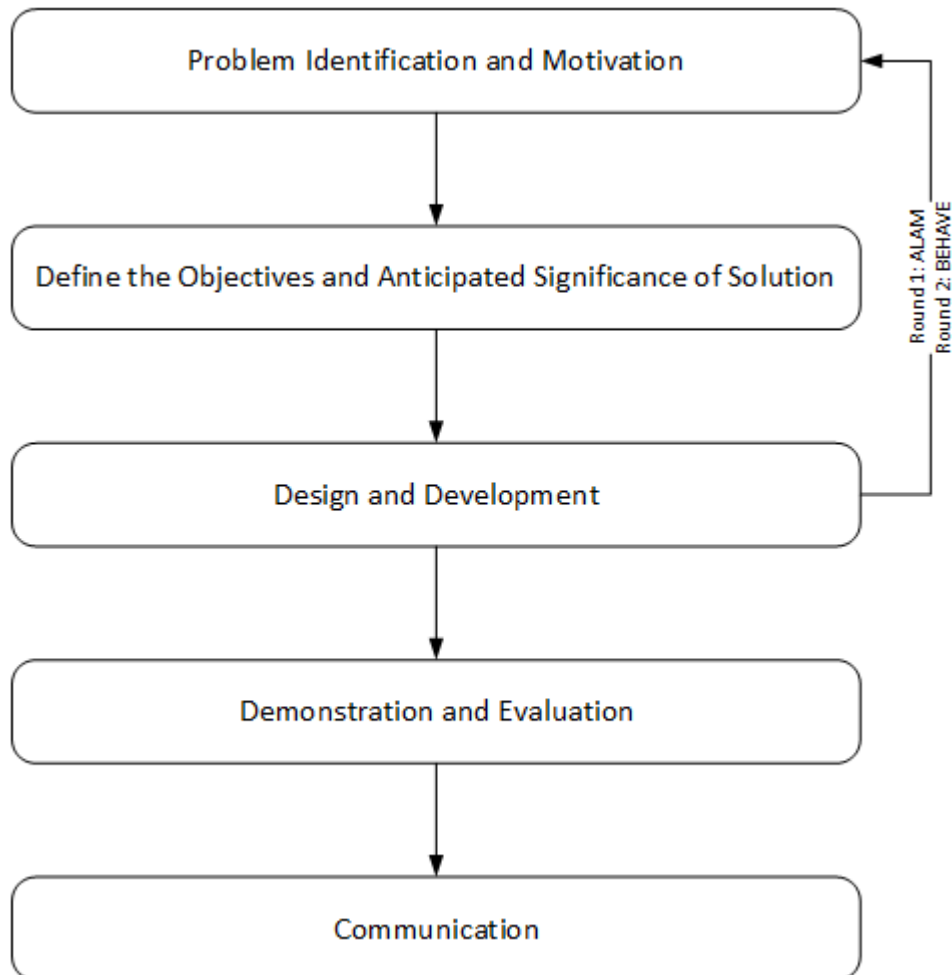 Problem Identification and Motivation
Define the Objectives and Anticipated Significance of Solution
Round 1: ALAM
Round 2: BEHAVE
Design and Development
Demonstration and Evaluation
Communication